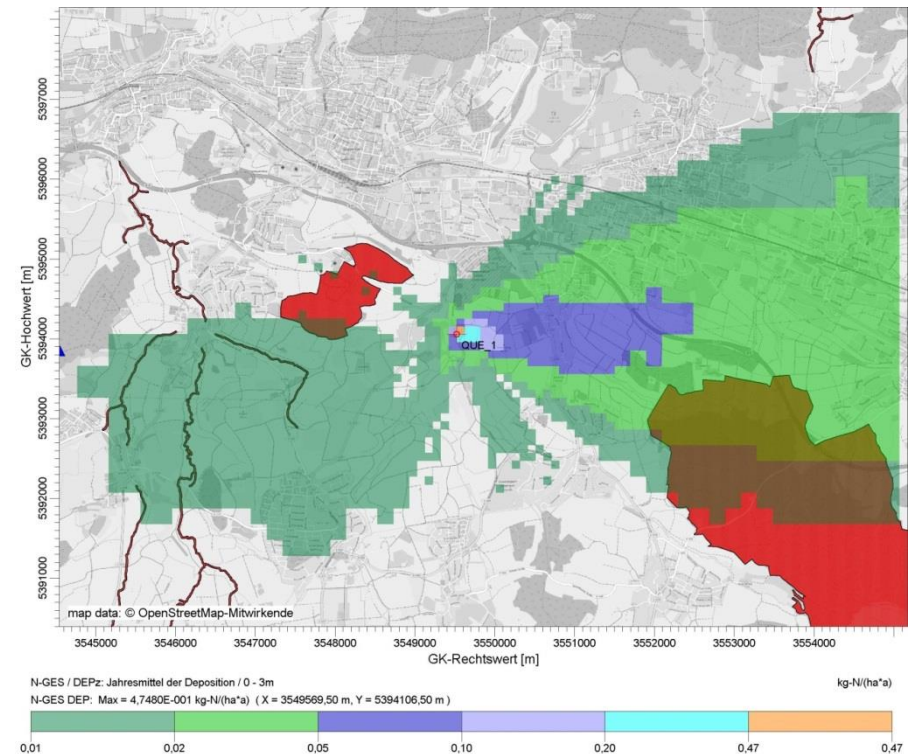 GK-Hochwert [m]
5397000
5396000
5395000
5394000
5393000
5392000
5391000
QUE_1
map data: © OpenStreetMap-Mitwirkende
3545000 3546000 3547000 3548000 3549000 3550000 3551000 3552000 3553000 3554000
GK-Rechtswert [m]
N-GES / DEPz: Jahresmittel der Deposition / 0 - 3m kg-N/(ha*a)
N-GES DEP: Max = 4,7480E-001 kg-N/(ha*a) ( X = 3549569,50 m, Y = 5394106,50 m )
0,01 0,02 0,05 0,10 0,20 0,47 0,47